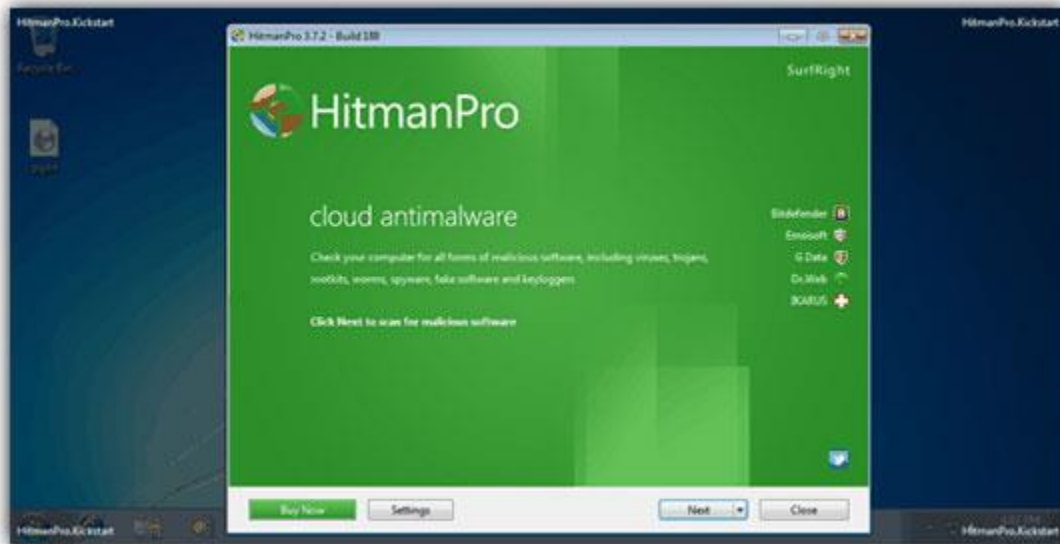 HitmanPro.Kickstart
HitmanPro.Kickstart
HitmanPro 3.7.2 - Build 188
SurfRight
HitmanPro
cloud antimalware
Check your computer for all forms of malicious software, including viruses, trojans,
rootkits, worms, spyware, fake software and keyloggers
Click Next to scan for malicious software
Bitdefender
Emsisoft
G Data
Dr.Web
IKARUS
Buy Now
Settings
Next
Close
HitmanPro.Kickstart
HitmanPro.Kickstart